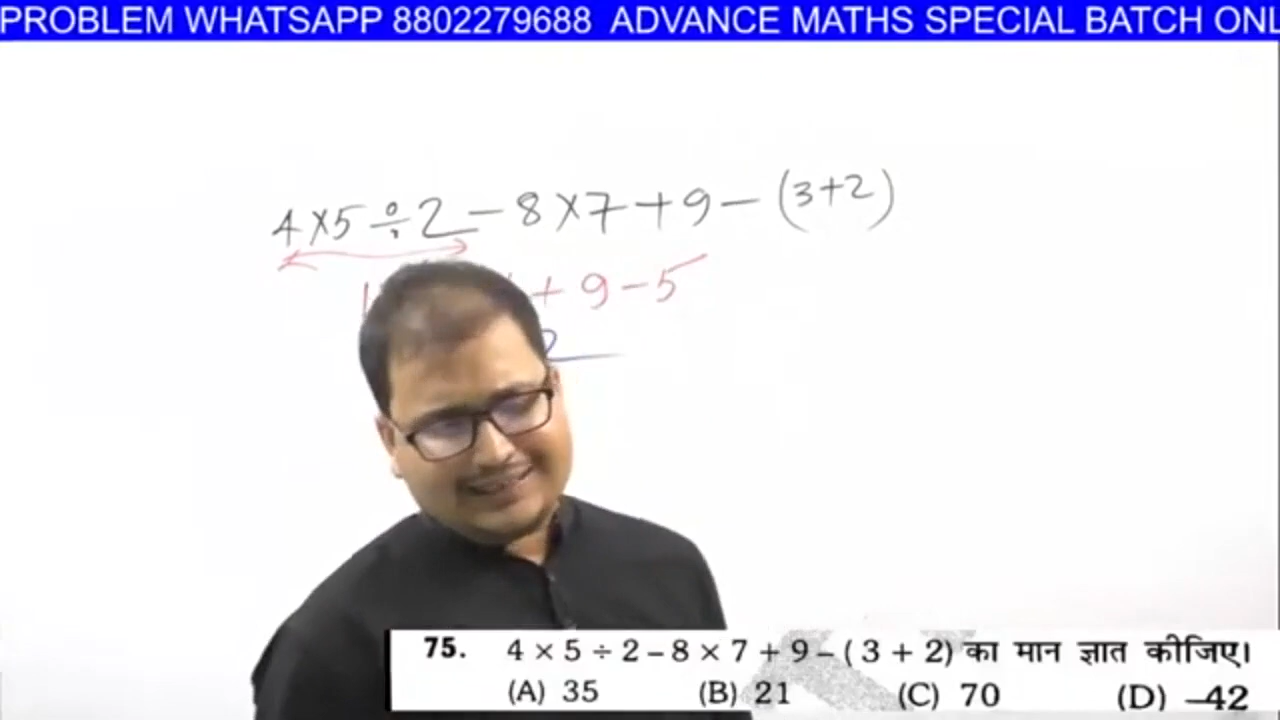 PROBLEM WHATSAPP 8802279688 ADVANCE MATHS SPECIAL BATCH
4×5÷2-8×7+9-(3+2)
+9-5
2
75. 4 × 5 ÷ 2 – 8 × 7 + 9 – ( 3 + 2) का मान ज्ञात कीजिए।
(A) 35 (B) 21 (C) 70 (D) –42